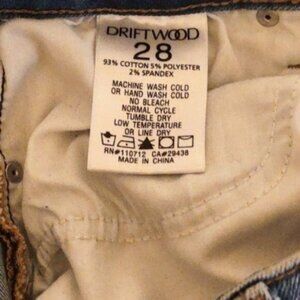 DRIFTWOOD
28
93% COTTON 5% POLYESTER
2% SPANDEX
MACHINE WASH COLD
OR HAND WASH COLD
NO BLEACH
NORMAL CYCLE
TUMBLE DRY
LOW TEMPERATURE
OR LINE DRY
RN#110712 CA#29438
MADE IN CHINA